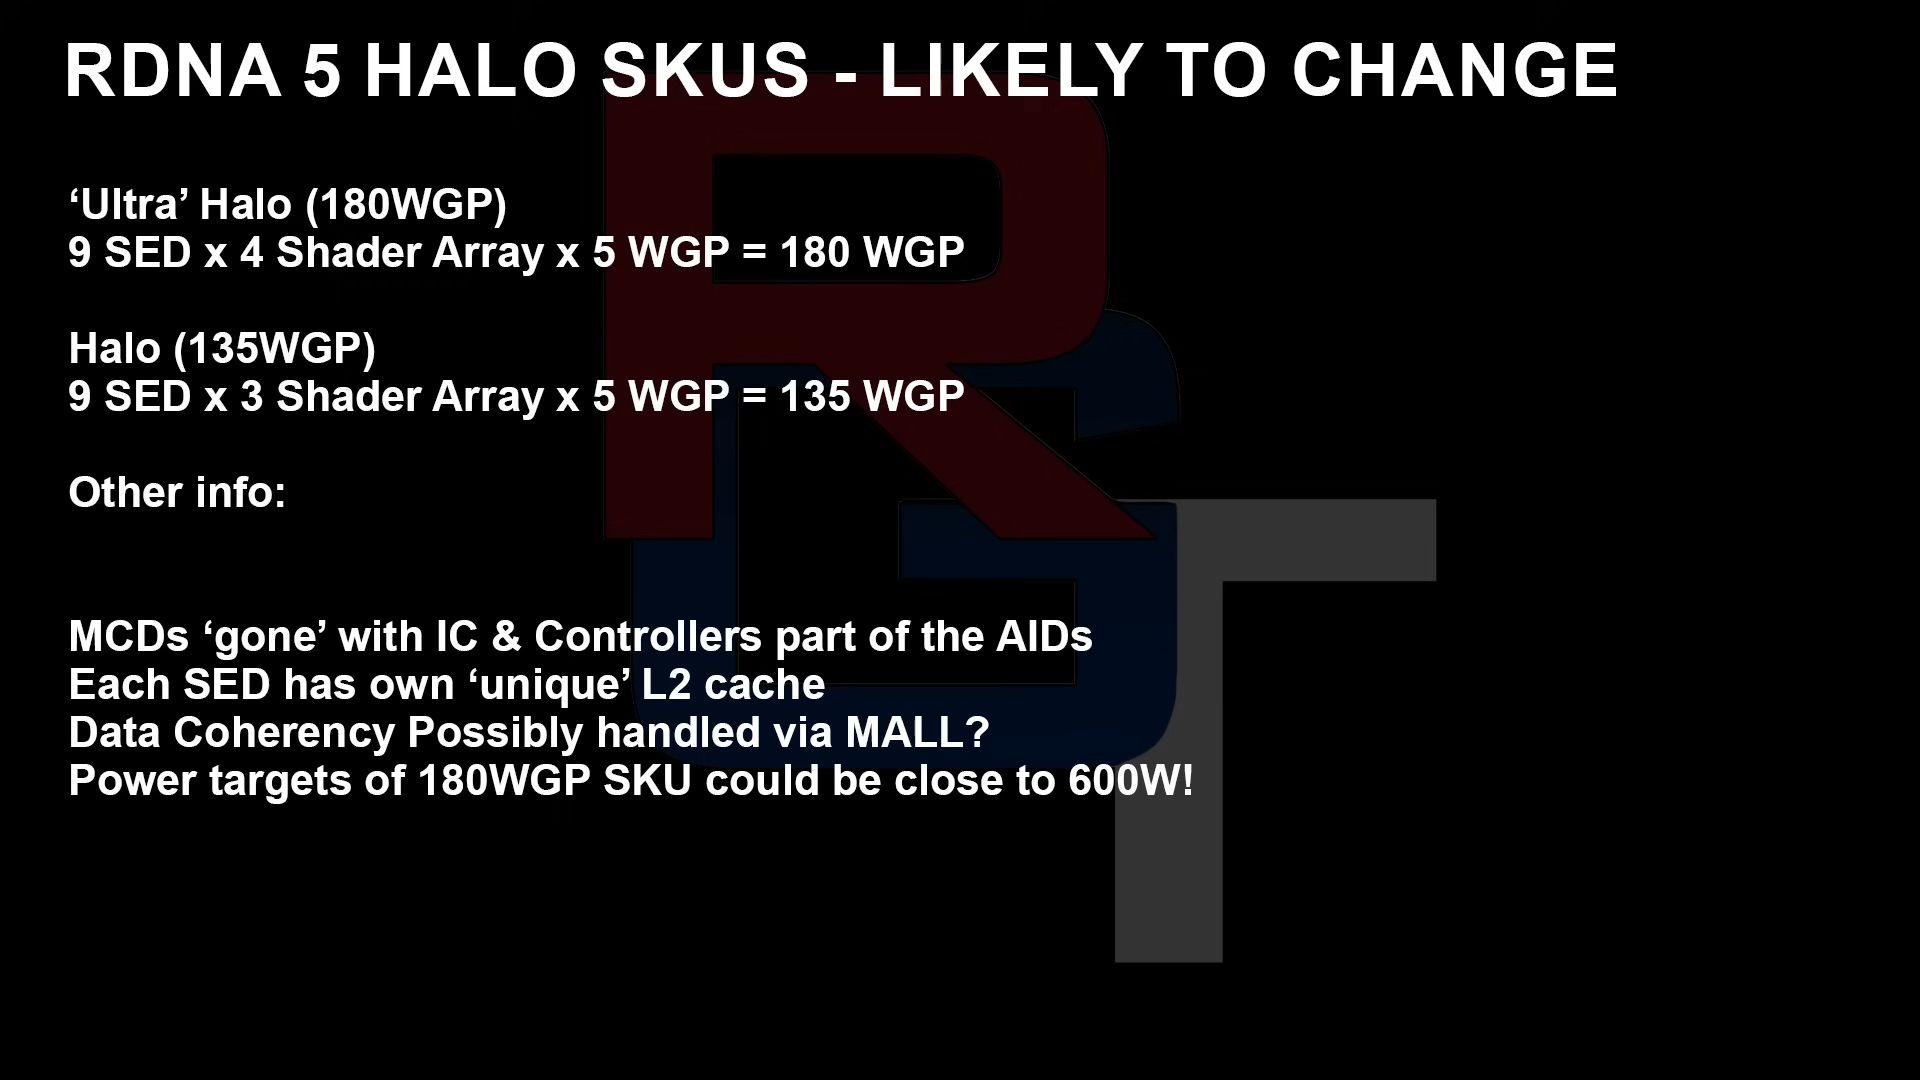 RDNA 5 HALO SKUS - LIKELY TO CHANGE
‘Ultra’ Halo (180WGP)
9 SED x 4 Shader Array x 5 WGP = 180 WGP
Halo (135WGP)
9 SED x 3 Shader Array x 5 WGP = 135 WGP
Other info:
MCDs ‘gone’ with IC & Controllers part of the AIDs
Each SED has own ‘unique’ L2 cache
Data Coherency Possibly handled via MALL?
Power targets of 180WGP SKU could be close to 600W!
RGT